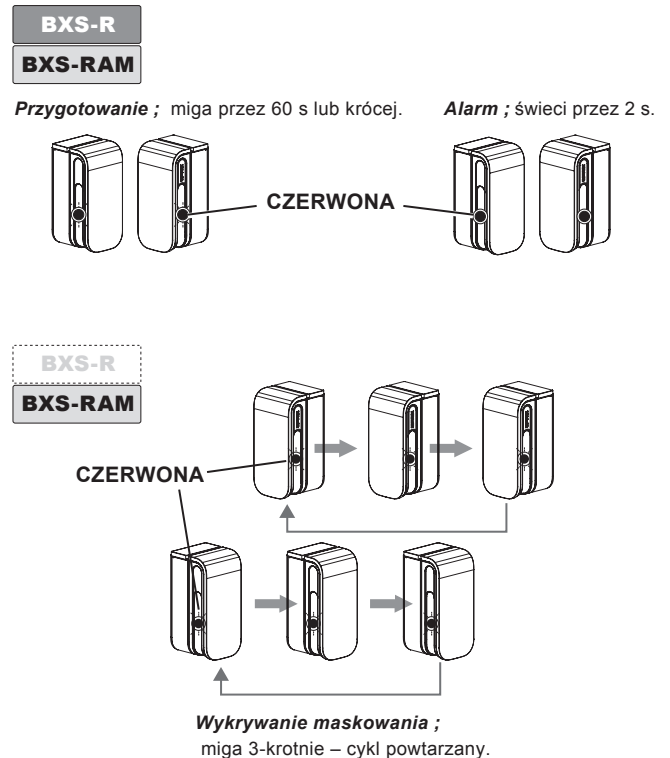 BXS-R
BXS-RAM
Przygotowanie ; miga przez 60 s lub krócej. Alarm ; świeci przez 2 s.
CZERWONA
BXS-R
BXS-RAM
CZERWONA
Wykrywanie maskowania ;
miga 3-krotnie – cykl powtarzany.